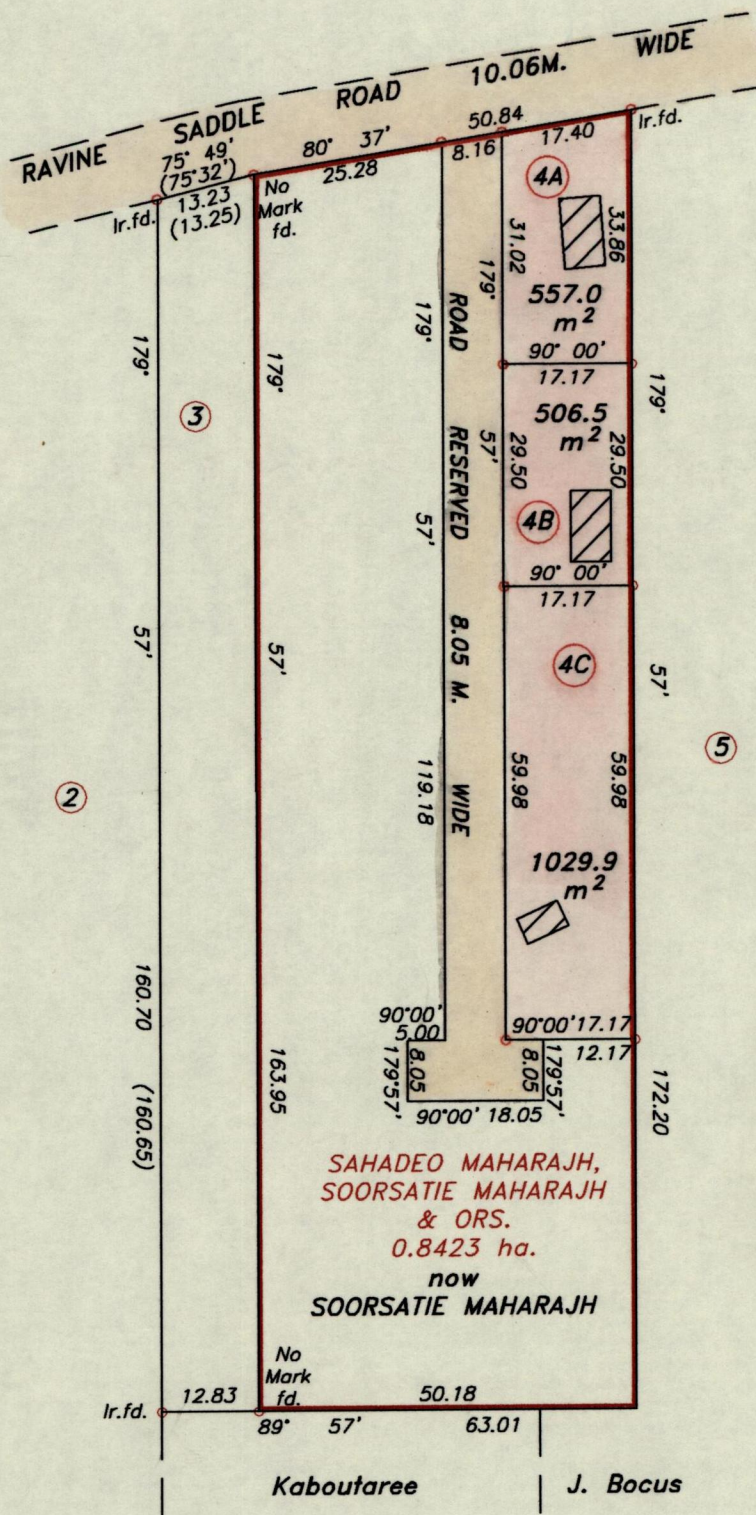 RAVINE SADDLE ROAD 10.06M. WIDE
75° 49'
(75°32')
13.23
(13.25)
Ir.fd.
80° 37'
25.28
50.84
8.16
17.40
Ir.fd.
No
Mark
fd.
4A
31.02
33.86
557.0
m²
90° 00'
17.17
179°
179°
179°
179°
179°
3
506.5
m²
29.50
29.50
4B
90° 00'
17.17
57'
57'
57'
57'
57'
ROAD RESERVED 8.05 M. WIDE
4C
5
2
119.18
59.98
59.98
1029.9
m²
160.70 (160.65)
163.95
90°00'
5.00
90°00' 17.17
12.17
179°57'
8.05
8.05
179°57'
90°00' 18.05
172.20
SAHADEO MAHARAJH,
SOORSATIE MAHARAJH
& ORS.
0.8423 ha.
now
SOORSATIE MAHARAJH
No
Mark
fd.
Ir.fd.
12.83
50.18
89° 57' 63.01
Kaboutaree
J. Bocus